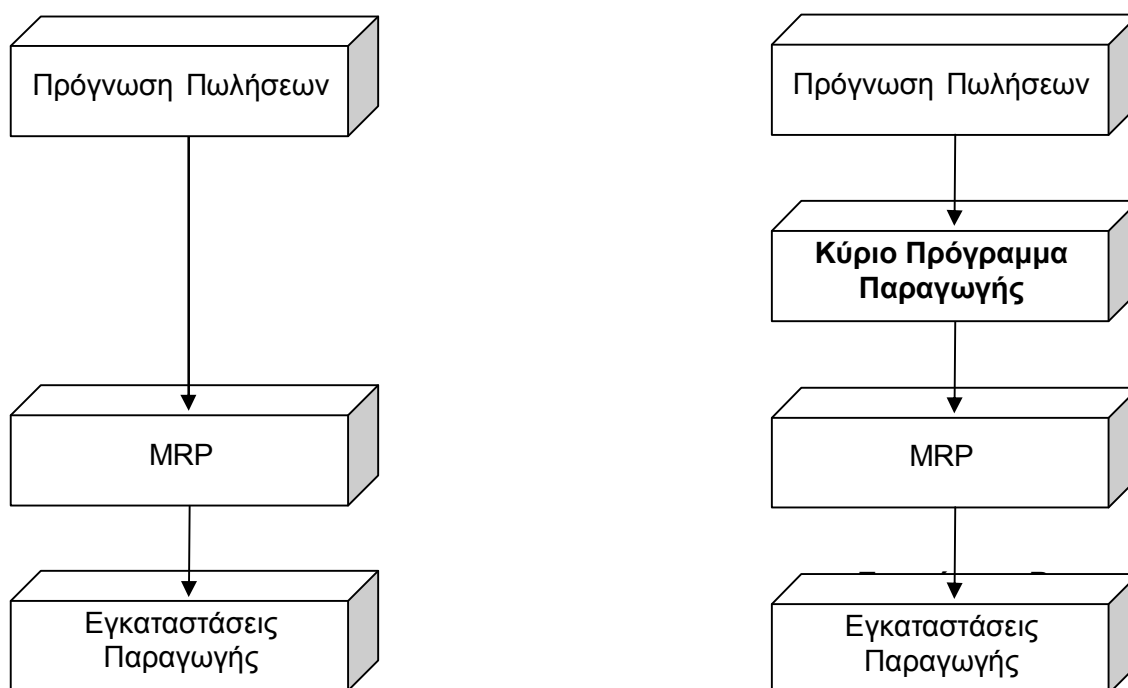 Πρόγνωση Πωλήσεων
MRP
Εγκαταστάσεις
Παραγωγής
Πρόγνωση Πωλήσεων
Κύριο Πρόγραμμα
Παραγωγής
MRP
Εγκαταστάσεις
Παραγωγής